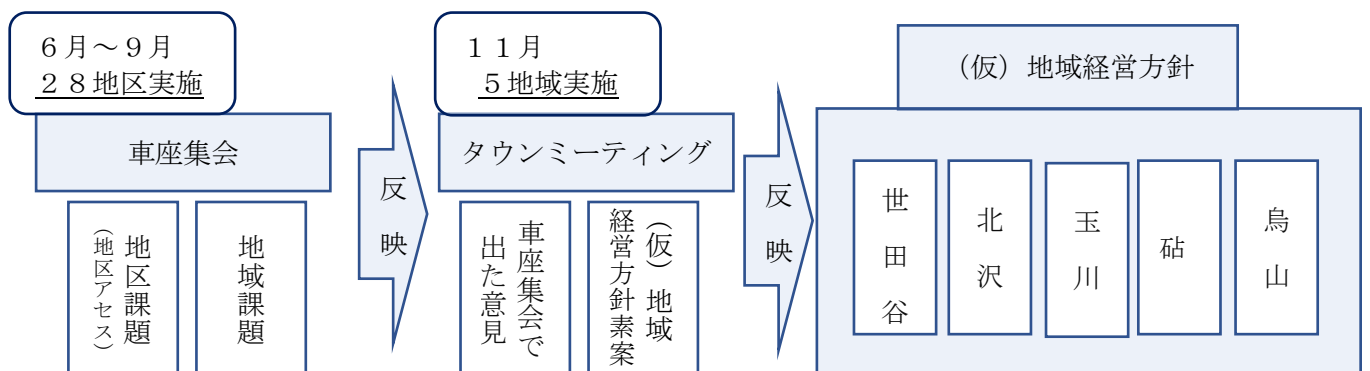 ６月～９月
２８地区実施
車座集会
地区課題
（地区アセス）
地域課題
反映
１１月
５地域実施
タウンミーティング
車座集会で
出た意見
（仮）地域
経営方針素案
反映
（仮）地域経営方針
世田谷
北沢
玉川
砧
烏山